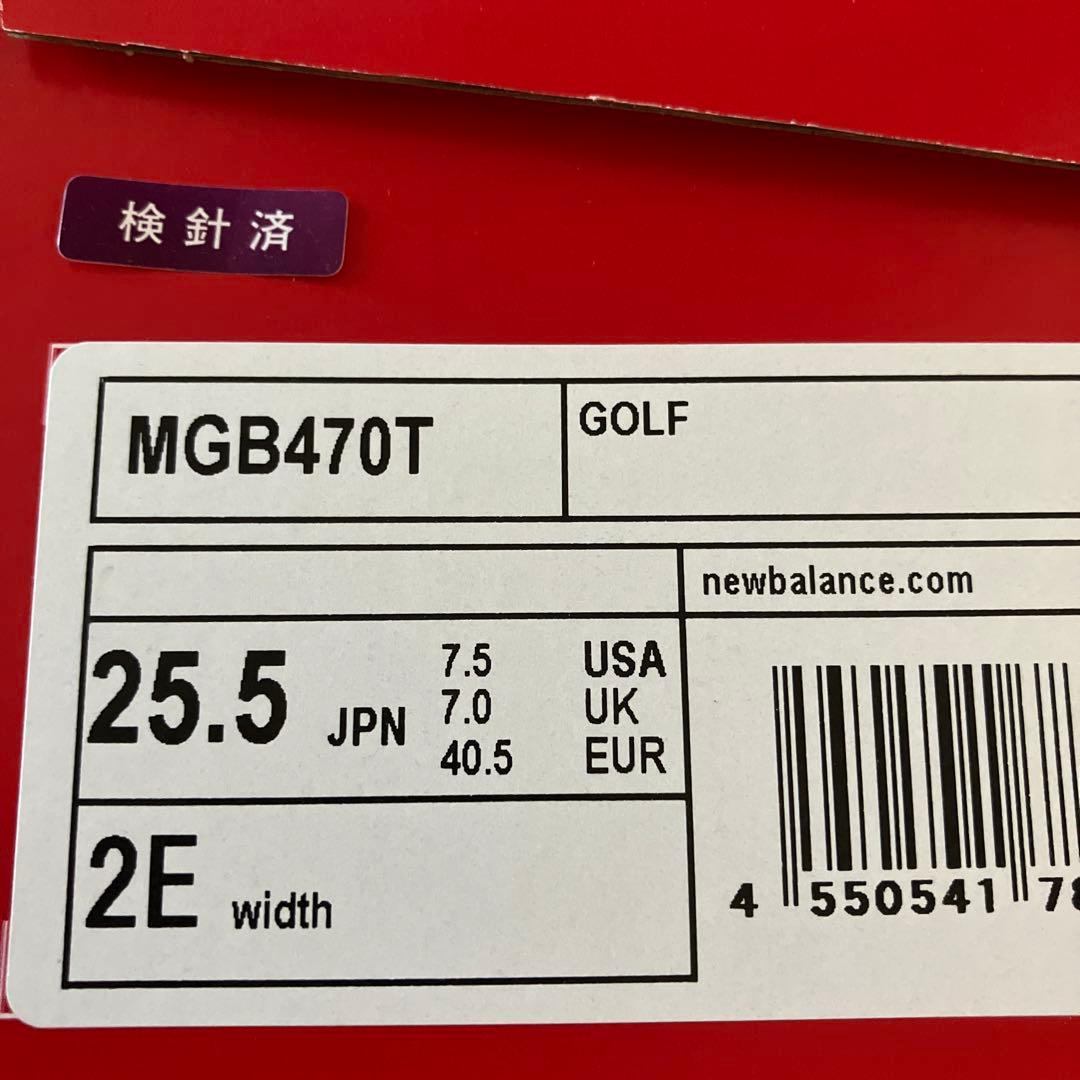 検針済
MGB470T
GOLF
newbalance.com
25.5 JPN
7.5 USA
7.0 UK
40.5 EUR
2E width
4 550541 78